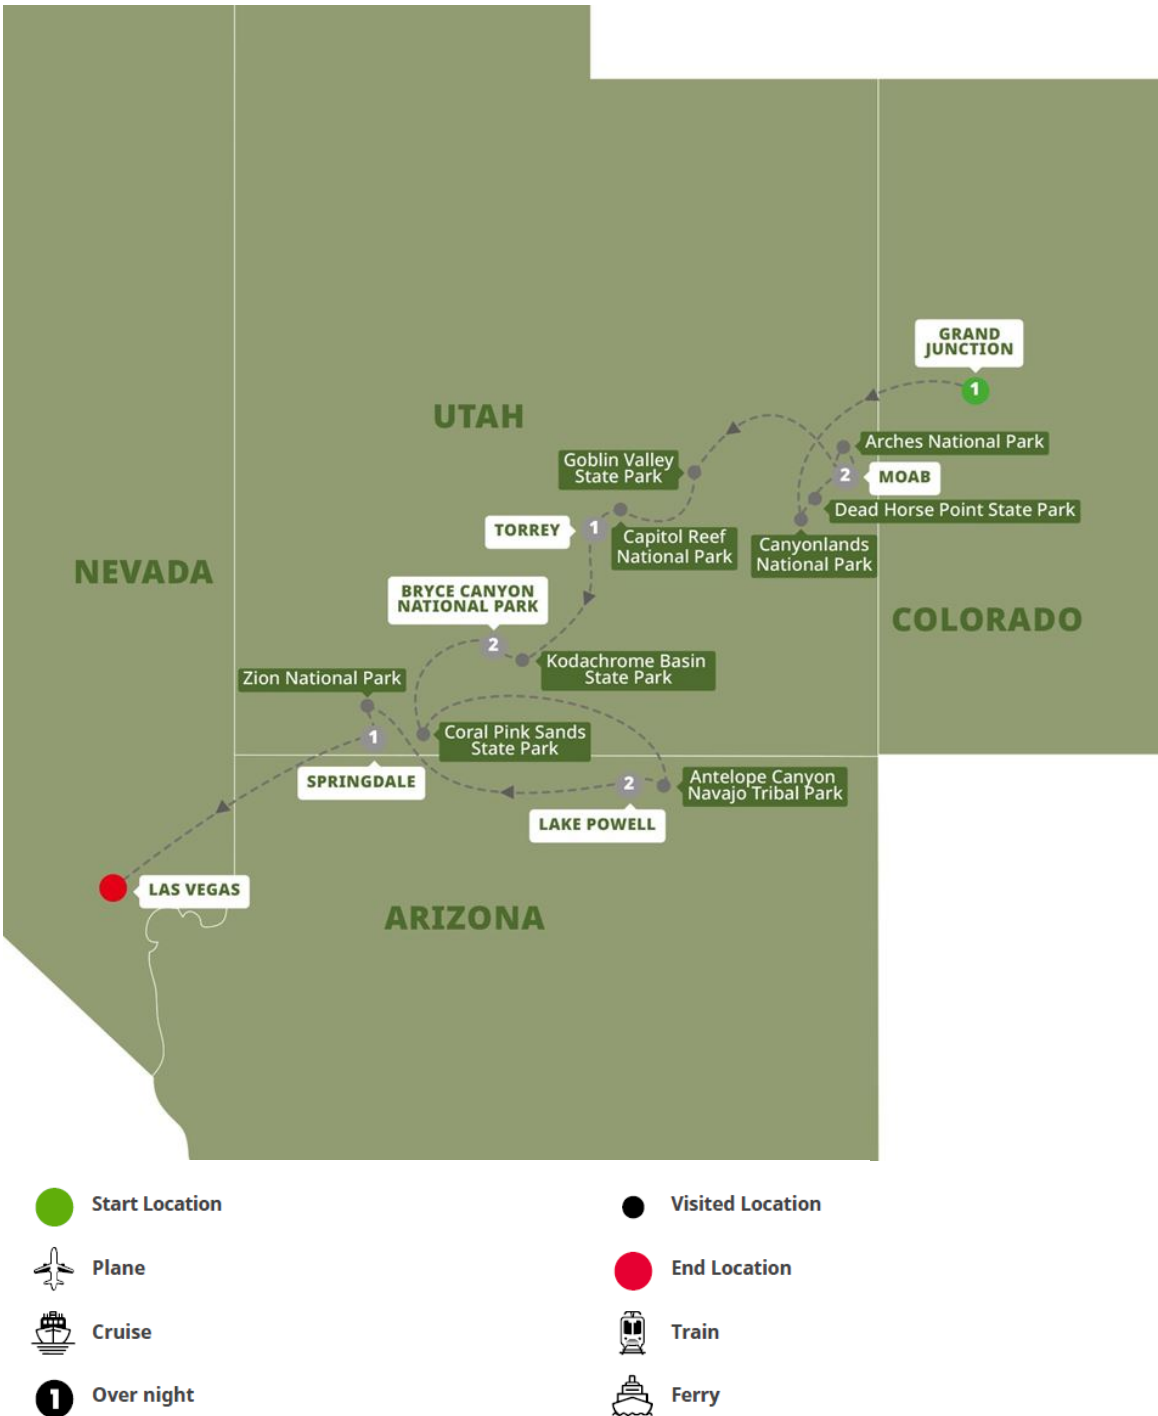 GRAND
JUNCTION
1
UTAH
Arches National Park
Goblin Valley
State Park
2
MOAB
Dead Horse Point State Park
TORREY
1
Capitol Reef
National Park
Canyonlands
National Park
NEVADA
BRYCE CANYON
NATIONAL PARK
COLORADO
2
Kodachrome Basin
State Park
Zion National Park
1
Coral Pink Sands
State Park
SPRINGDALE
2
Antelope Canyon
Navajo Tribal Park
LAKE POWELL
LAS VEGAS
ARIZONA
Start Location
Visited Location
Plane
End Location
Cruise
Train
1
Over night
Ferry